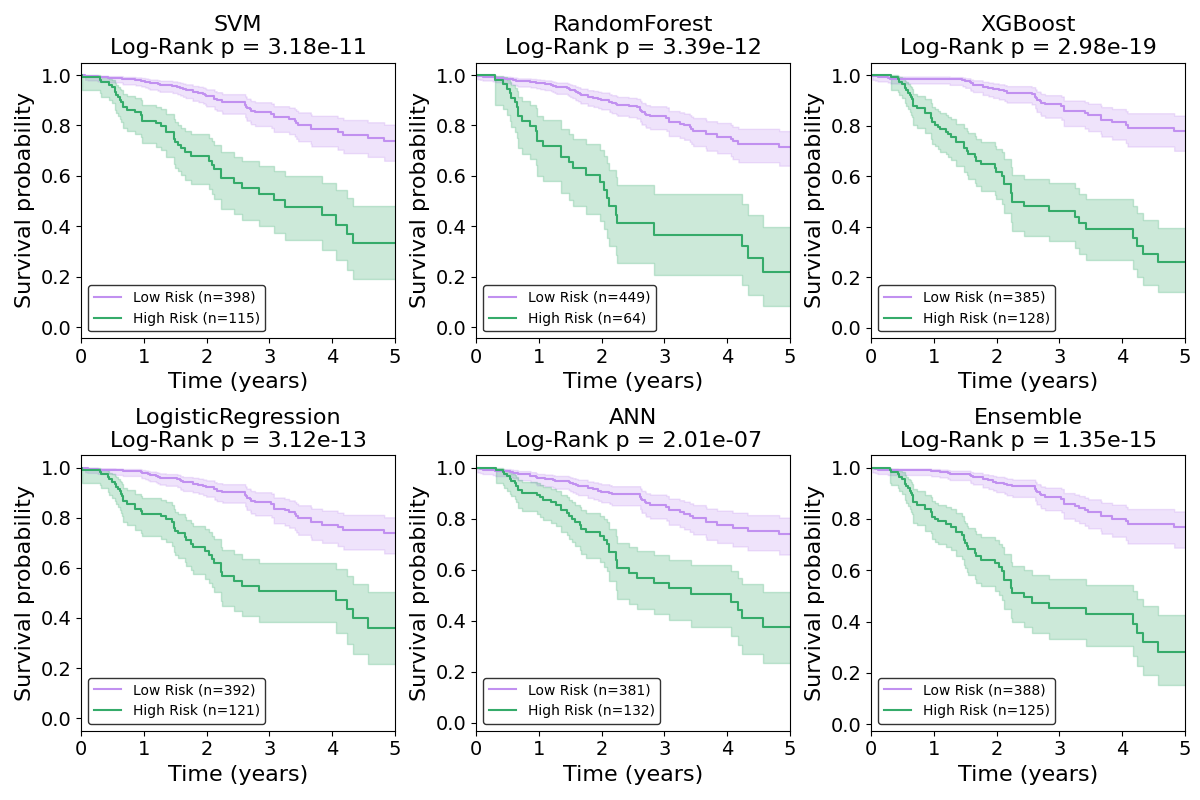 SVM
Log-Rank p = 3.18e-11
Survival probability
1.0
0.8
0.6
0.4
0.2
0.0
Low Risk (n=398)
High Risk (n=115)
0 1 2 3 4 5
Time (years)
RandomForest
Log-Rank p = 3.39e-12
Survival probability
1.0
0.8
0.6
0.4
0.2
0.0
Low Risk (n=449)
High Risk (n=64)
0 1 2 3 4 5
Time (years)
XGBoost
Log-Rank p = 2.98e-19
Survival probability
1.0
0.8
0.6
0.4
0.2
0.0
Low Risk (n=385)
High Risk (n=128)
0 1 2 3 4 5
Time (years)
LogisticRegression
Log-Rank p = 3.12e-13
Survival probability
1.0
0.8
0.6
0.4
0.2
0.0
Low Risk (n=392)
High Risk (n=121)
0 1 2 3 4 5
Time (years)
ANN
Log-Rank p = 2.01e-07
Survival probability
1.0
0.8
0.6
0.4
0.2
0.0
Low Risk (n=381)
High Risk (n=132)
0 1 2 3 4 5
Time (years)
Ensemble
Log-Rank p = 1.35e-15
Survival probability
1.0
0.8
0.6
0.4
0.2
0.0
Low Risk (n=388)
High Risk (n=125)
0 1 2 3 4 5
Time (years)